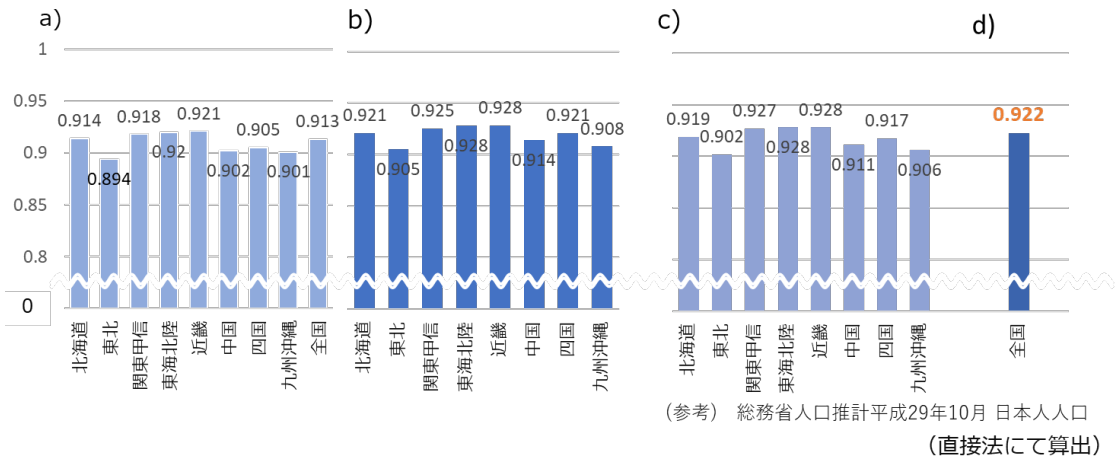 a)
1
0.95
0.9
0.85
0.8
0
0.914
0.894
0.918
0.92
0.921
0.902
0.905
0.901
0.913
北海道
東北
関東甲信
東海北陸
近畿
中国
四国
九州沖縄
全国
b)
0.921
0.905
0.925
0.928
0.928
0.914
0.921
0.908
北海道
東北
関東甲信
東海北陸
近畿
中国
四国
九州沖縄
c)
0.919
0.902
0.927
0.928
0.928
0.911
0.917
0.906
北海道
東北
関東甲信
東海北陸
近畿
中国
四国
九州沖縄
d)
0.922
全国
(参考) 総務省人口推計平成29年10月 日本人人口
(直接法にて算出)